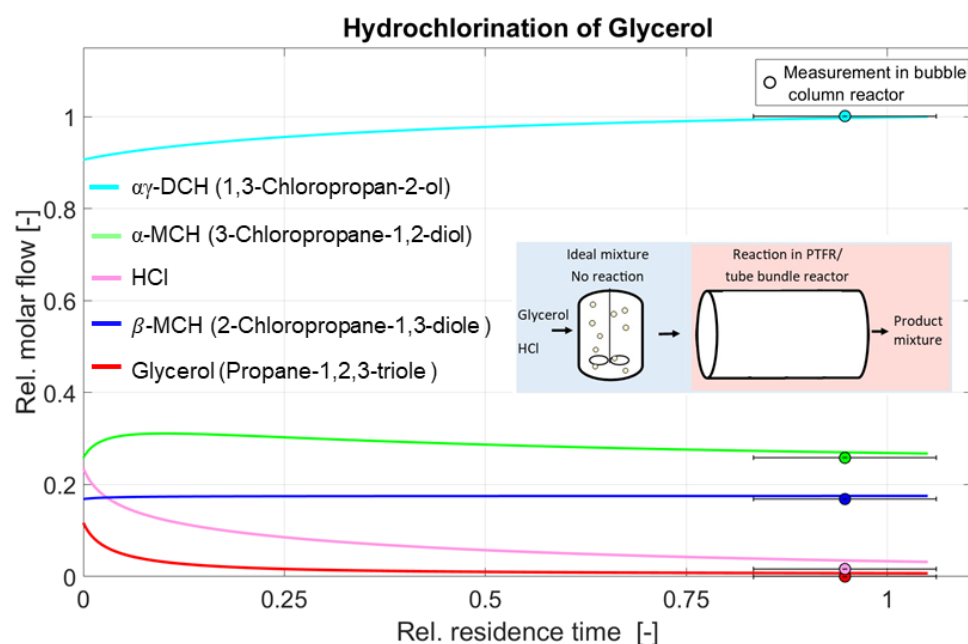 Hydrochlorination of Glycerol
Measurement in bubble
column reactor
αγ-DCH (1,3-Chloropropan-2-ol)
α-MCH (3-Chloropropane-1,2-diol)
HCl
β-MCH (2-Chloropropane-1,3-diole )
Glycerol (Propane-1,2,3-triole )
Ideal mixture
No reaction
Glycerol
HCl
Reaction in PTFR/
tube bundle reactor
Product
mixture
Rel. molar flow [-]
1
0.8
0.6
0.4
0.2
0
0
0.25
0.5
0.75
1
Rel. residence time [-]